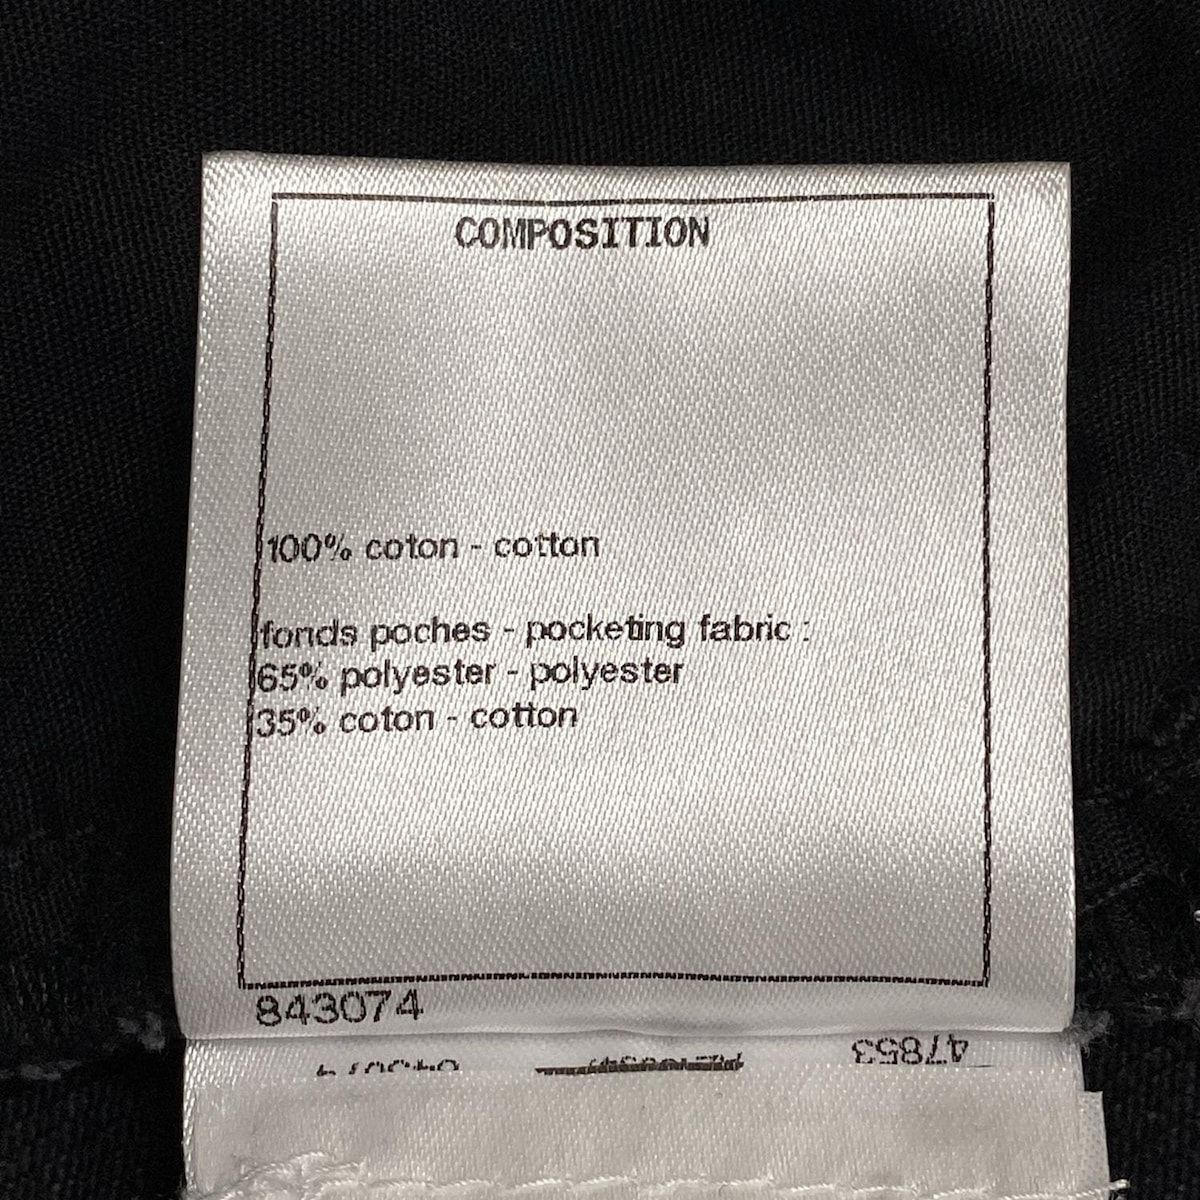 COMPOSITION
100% coton - cotton
fonds poches - pocketing fabric :
65% polyester - polyester
35% coton - cotton
843074
47853